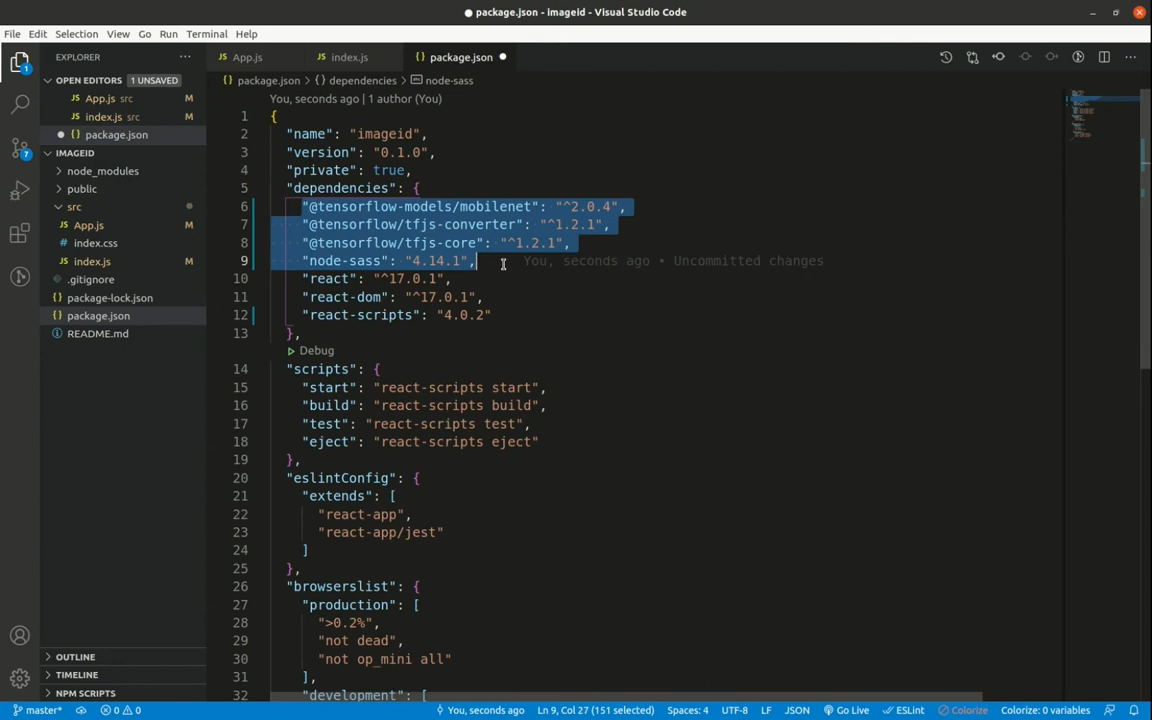 ● package.json - imageid - Visual Studio Code
File Edit Selection View Go Run Terminal Help
EXPLORER
OPEN EDITORS 1 UNSAVED
App.js src M
index.js src M
package.json
IMAGEID
node_modules
public
src
App.js M
index.css
index.js M
.gitignore
package-lock.json
package.json
README.md
OUTLINE
TIMELINE
NPM SCRIPTS
1
7
App.js
index.js
package.json ●
package.json > {} dependencies > node-sass
You, seconds ago | 1 author (You)
1 {
2 "name": "imageid",
3 "version": "0.1.0",
4 "private": true,
5 "dependencies": {
6 "@tensorflow-models/mobilenet": "^2.0.4",
7 "@tensorflow/tfjs-converter": "^1.2.1",
8 "@tensorflow/tfjs-core": "^1.2.1",
9 "node-sass": "4.14.1", You, seconds ago • Uncommitted changes
10 "react": "^17.0.1",
11 "react-dom": "^17.0.1",
12 "react-scripts": "4.0.2"
13 },
Debug
14 "scripts": {
15 "start": "react-scripts start",
16 "build": "react-scripts build",
17 "test": "react-scripts test",
18 "eject": "react-scripts eject"
19 },
20 "eslintConfig": {
21 "extends": [
22 "react-app",
23 "react-app/jest"
24 ]
25 },
26 "browserslist": {
27 "production": [
28 ">0.2%",
29 "not dead",
30 "not op_mini all"
31 ],
32 "development": [
master* 0 0 You, seconds ago Ln 9, Col 27 (151 selected) Spaces: 4 UTF-8 LF JSON Go Live ESLint Colorize Colorize: 0 variables